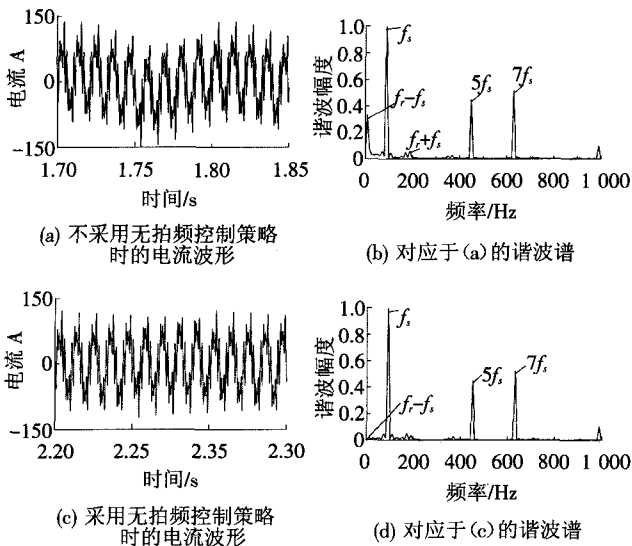 150
0
-150
电流 A
1.70 1.75 1.80 1.85
时间/s
(a) 不采用无拍频控制策略
时的电流波形
1.0
0.8
0.6
0.4
0.2
0
谐波幅度
fs
fr-fs
fr+fs
5fs
7fs
0 200 400 600 800 1 000
频率/Hz
(b) 对应于(a)的谐波谱
150
0
-150
电流 A
2.20 2.25 2.35 2.30
时间/s
(c) 采用无拍频控制策略
时的电流波形
1.0
0.8
0.6
0.4
0.2
0
谐波幅度
fs
fr-fs
5fs
7fs
0 200 400 600 800 1 000
频率/Hz
(d) 对应于(c)的谐波谱